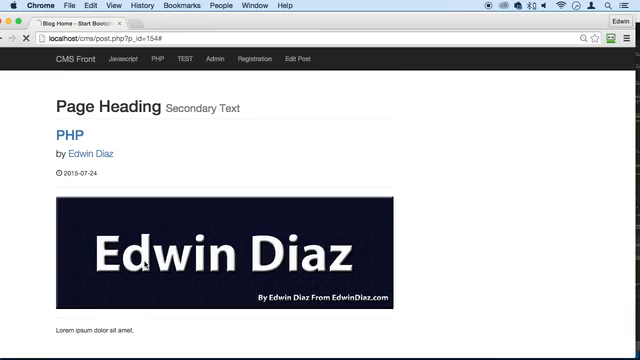 Chrome File Edit View History Bookmarks People Window Help
Blog Home - Start Bootst
Edwin
localhost/cms/post.php?p_id=154#
CMS Front Javascript PHP TEST Admin Registration Edit Post
Page Heading Secondary Text
PHP
by Edwin Diaz
2015-07-24
Edwin Diaz
By Edwin Diaz From EdwinDiaz.com
Lorem ipsum dolor sit amet,